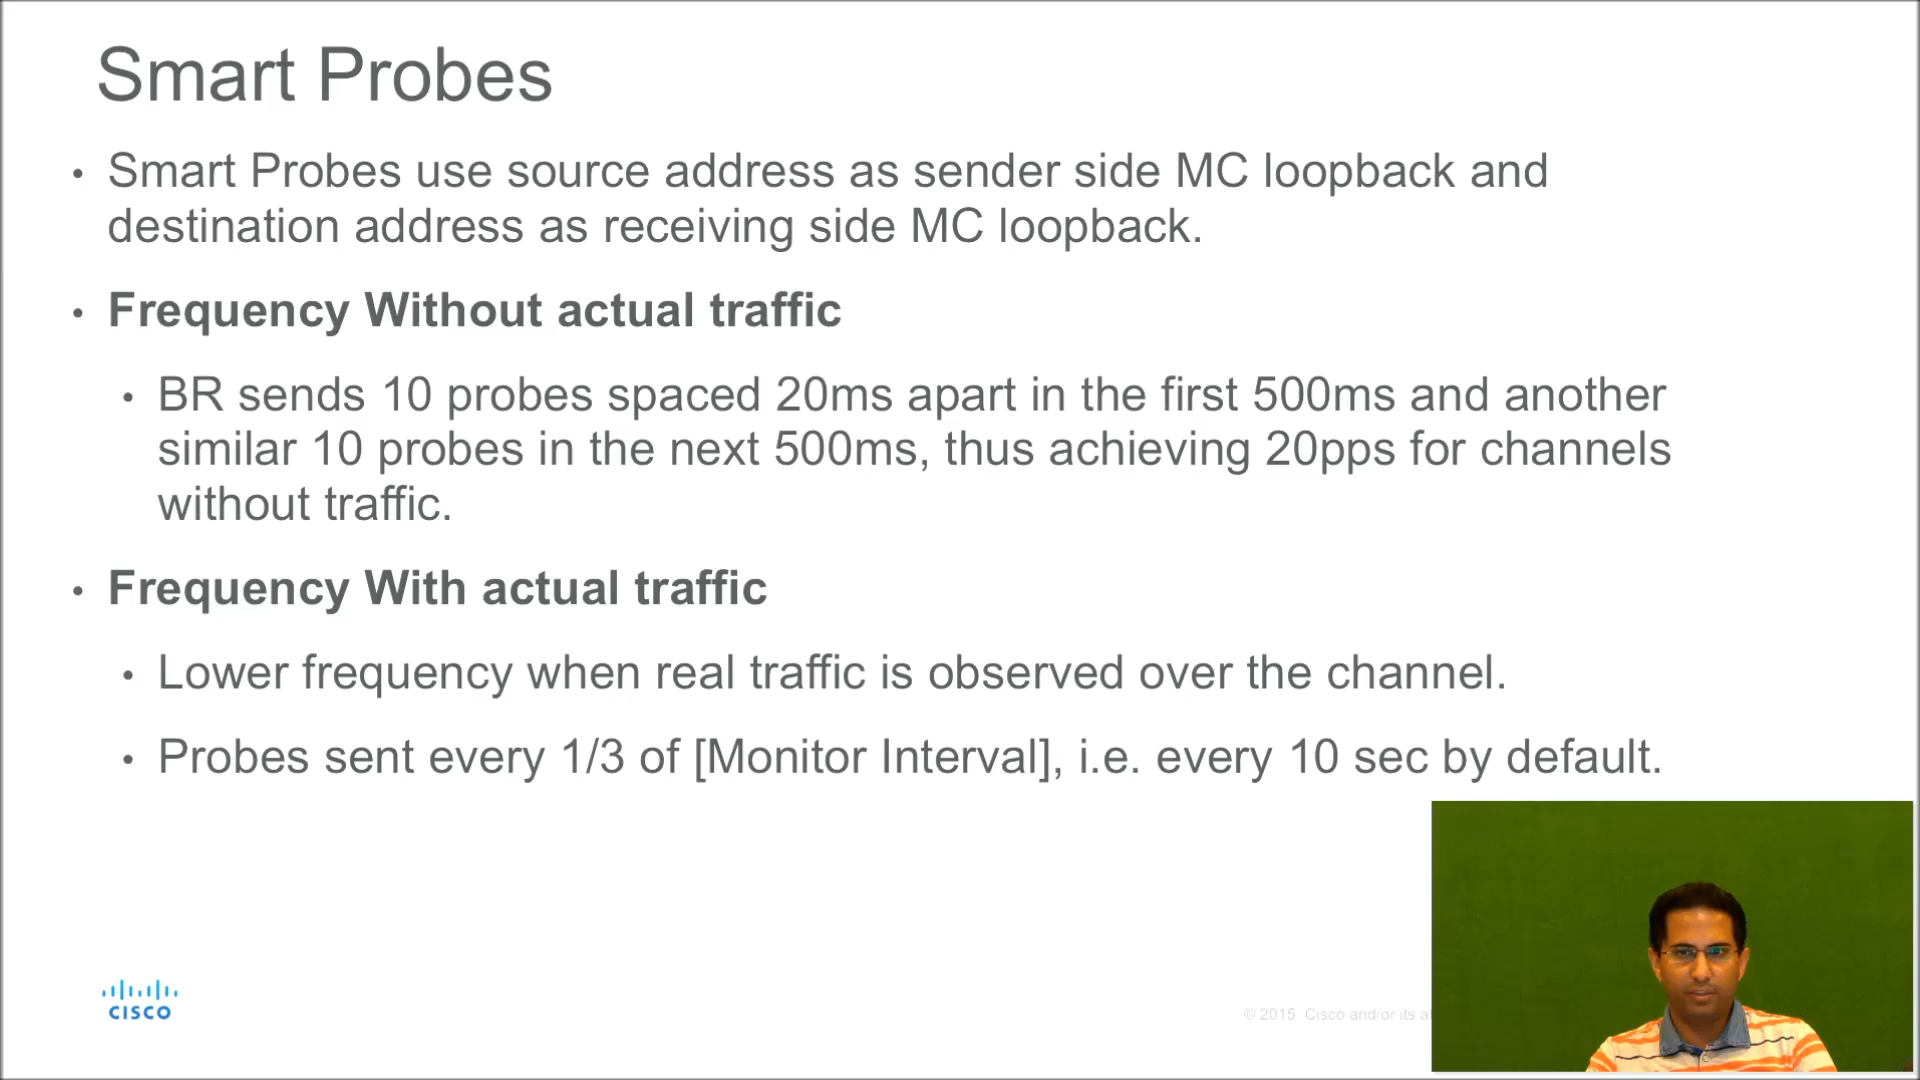 Smart Probes
• Smart Probes use source address as sender side MC loopback and
destination address as receiving side MC loopback.
• Frequency Without actual traffic
• BR sends 10 probes spaced 20ms apart in the first 500ms and another
similar 10 probes in the next 500ms, thus achieving 20pps for channels
without traffic.
• Frequency With actual traffic
• Lower frequency when real traffic is observed over the channel.
• Probes sent every 1/3 of [Monitor Interval], i.e. every 10 sec by default.
CISCO
© 2015 Cisco and/or its